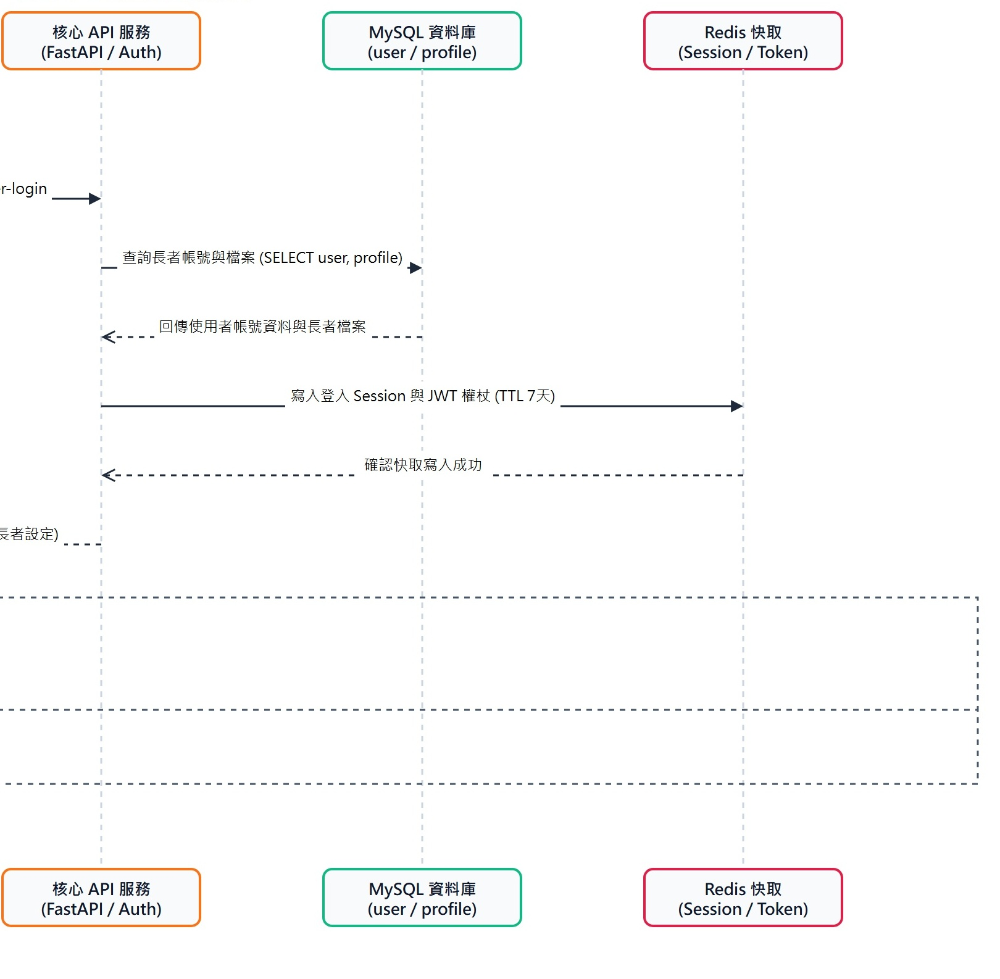 核心 API 服務
(FastAPI / Auth)
MySQL 資料庫
(user / profile)
Redis 快取
(Session / Token)
r-login
查詢長者帳號與檔案 (SELECT user, profile)
回傳使用者帳號資料與長者檔案
寫入登入 Session 與 JWT 權杖 (TTL 7天)
確認快取寫入成功
長者設定)
核心 API 服務
(FastAPI / Auth)
MySQL 資料庫
(user / profile)
Redis 快取
(Session / Token)